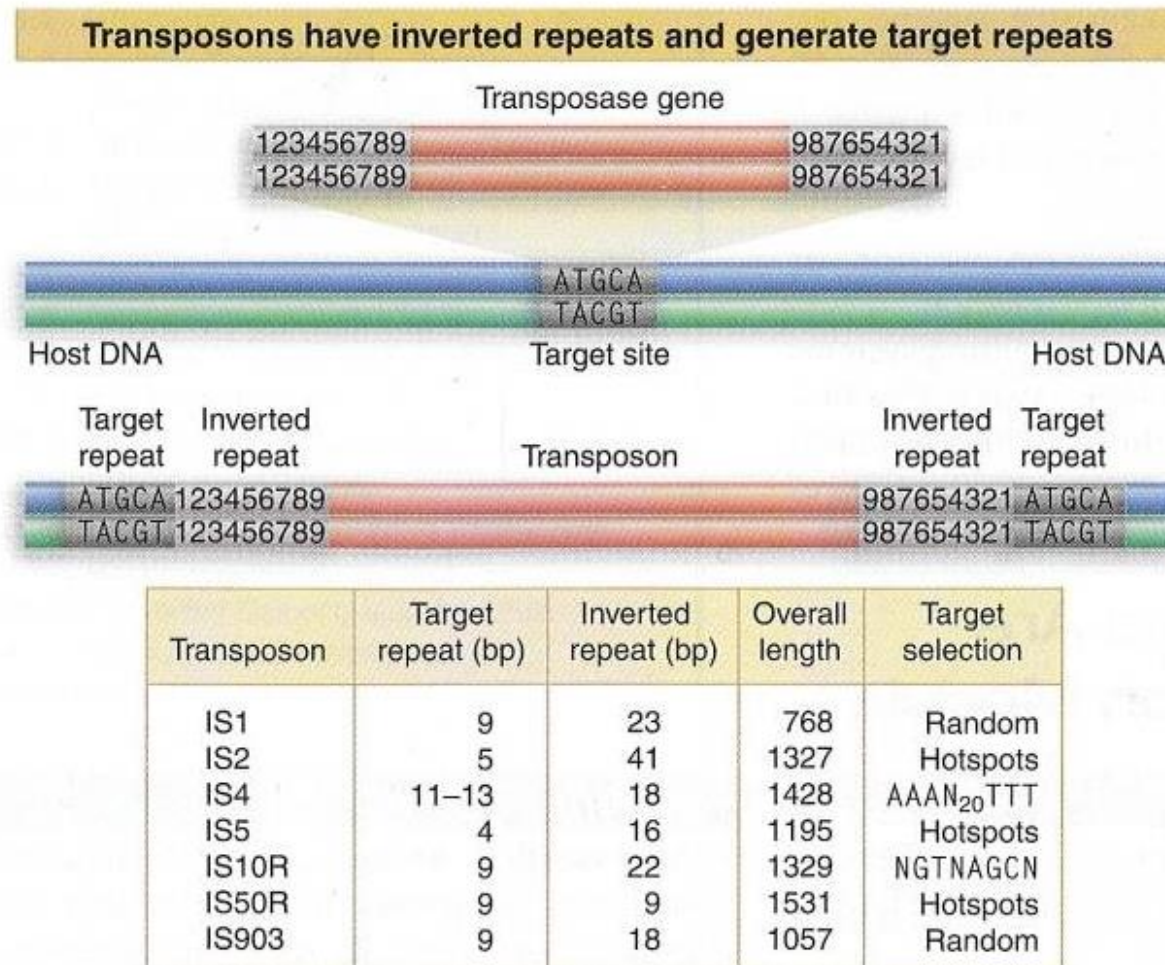 Transposons have inverted repeats and generate target repeats
Transposase gene
123456789 987654321
123456789 987654321
ATGCA
TACGT
Host DNA Target site Host DNA
Target Inverted Inverted Target
repeat repeat Transposon repeat repeat
ATGCA 123456789 987654321 ATGCA
TACGT 123456789 987654321 TACGT
Target Inverted Overall Target
Transposon repeat (bp) repeat (bp) length selection
IS1 9 23 768 Random
IS2 5 41 1327 Hotspots
IS4 11–13 18 1428 AAAN₂₀TTT
IS5 4 16 1195 Hotspots
IS10R 9 22 1329 NGTNAGCN
IS50R 9 9 1531 Hotspots
IS903 9 18 1057 Random